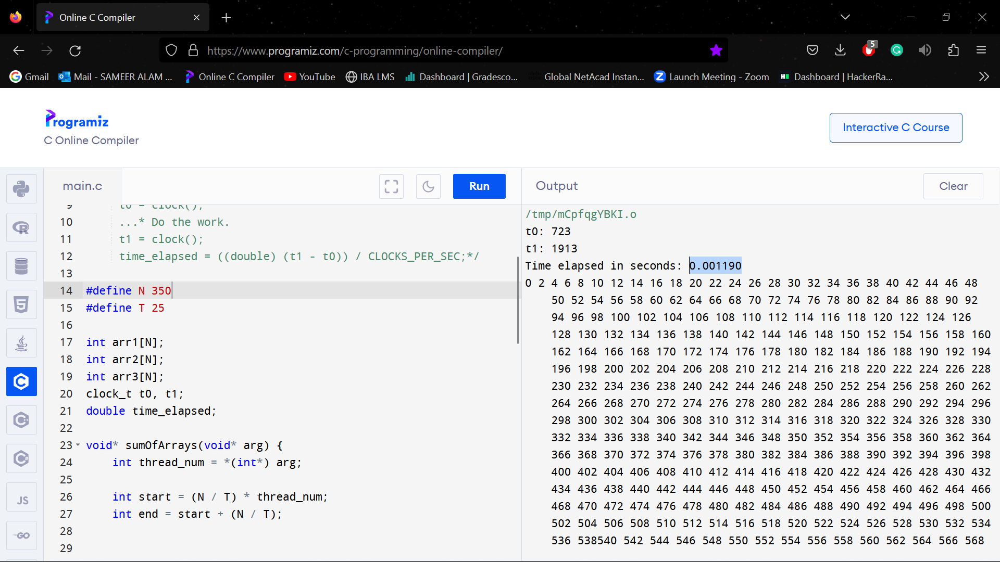 Online C Compiler
https://www.programiz.com/c-programming/online-compiler/
5
Gmail
Mail - SAMEER ALAM ...
Online C Compiler
YouTube
IBA LMS
Dashboard | Gradesco...
Global NetAcad Instan...
Launch Meeting - Zoom
Dashboard | HackerRa...
Programiz
C Online Compiler
Interactive C Course
main.c
Run
Output
Clear
9 t0 = clock();
10 ...* Do the work.
11 t1 = clock();
12 time_elapsed = ((double) (t1 - t0)) / CLOCKS_PER_SEC;*/
13
14 #define N 350
15 #define T 25
16
17 int arr1[N];
18 int arr2[N];
19 int arr3[N];
20 clock_t t0, t1;
21 double time_elapsed;
22
23 void* sumOfArrays(void* arg) {
24 int thread_num = *(int*) arg;
25
26 int start = (N / T) * thread_num;
27 int end = start + (N / T);
28
29
JS
GO
/tmp/mCpfqgYBKI.o
t0: 723
t1: 1913
Time elapsed in seconds: 0.001190
0 2 4 6 8 10 12 14 16 18 20 22 24 26 28 30 32 34 36 38 40 42 44 46 48
50 52 54 56 58 60 62 64 66 68 70 72 74 76 78 80 82 84 86 88 90 92
94 96 98 100 102 104 106 108 110 112 114 116 118 120 122 124 126
128 130 132 134 136 138 140 142 144 146 148 150 152 154 156 158 160
162 164 166 168 170 172 174 176 178 180 182 184 186 188 190 192 194
196 198 200 202 204 206 208 210 212 214 216 218 220 222 224 226 228
230 232 234 236 238 240 242 244 246 248 250 252 254 256 258 260 262
264 266 268 270 272 274 276 278 280 282 284 286 288 290 292 294 296
298 300 302 304 306 308 310 312 314 316 318 320 322 324 326 328 330
332 334 336 338 340 342 344 346 348 350 352 354 356 358 360 362 364
366 368 370 372 374 376 378 380 382 384 386 388 390 392 394 396 398
400 402 404 406 408 410 412 414 416 418 420 422 424 426 428 430 432
434 436 438 440 442 444 446 448 450 452 454 456 458 460 462 464 466
468 470 472 474 476 478 480 482 484 486 488 490 492 494 496 498 500
502 504 506 508 510 512 514 516 518 520 522 524 526 528 530 532 534
536 538540 542 544 546 548 550 552 554 556 558 560 562 564 566 568